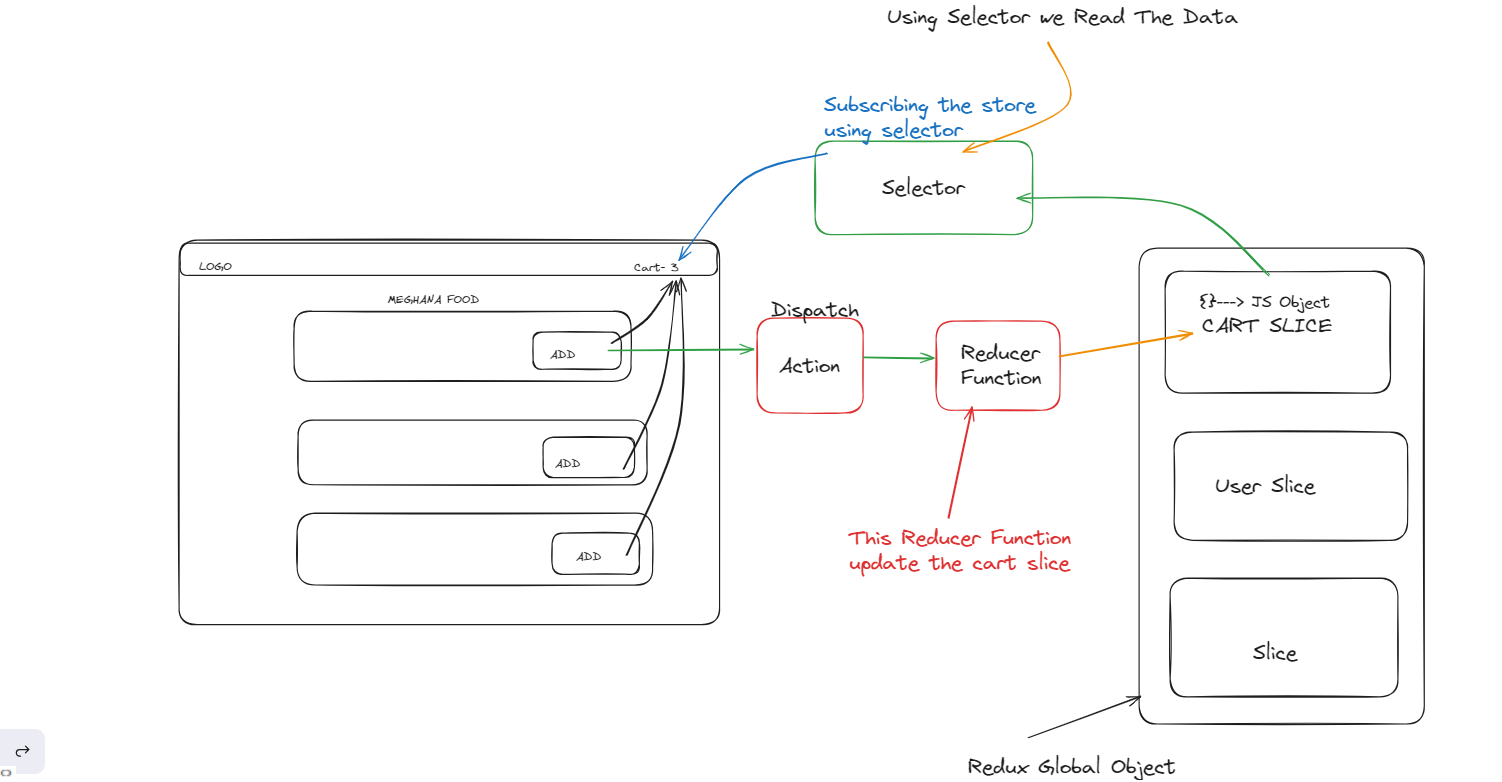 Using Selector we Read The Data
Subscribing the store
using selector
Selector
LOGO
Cart- 3
MEGHANA FOOD
ADD
ADD
ADD
Dispatch
Action
Reducer
Function
This Reducer Function
update the cart slice
{}---> JS Object
CART SLICE
User Slice
Slice
Redux Global Object